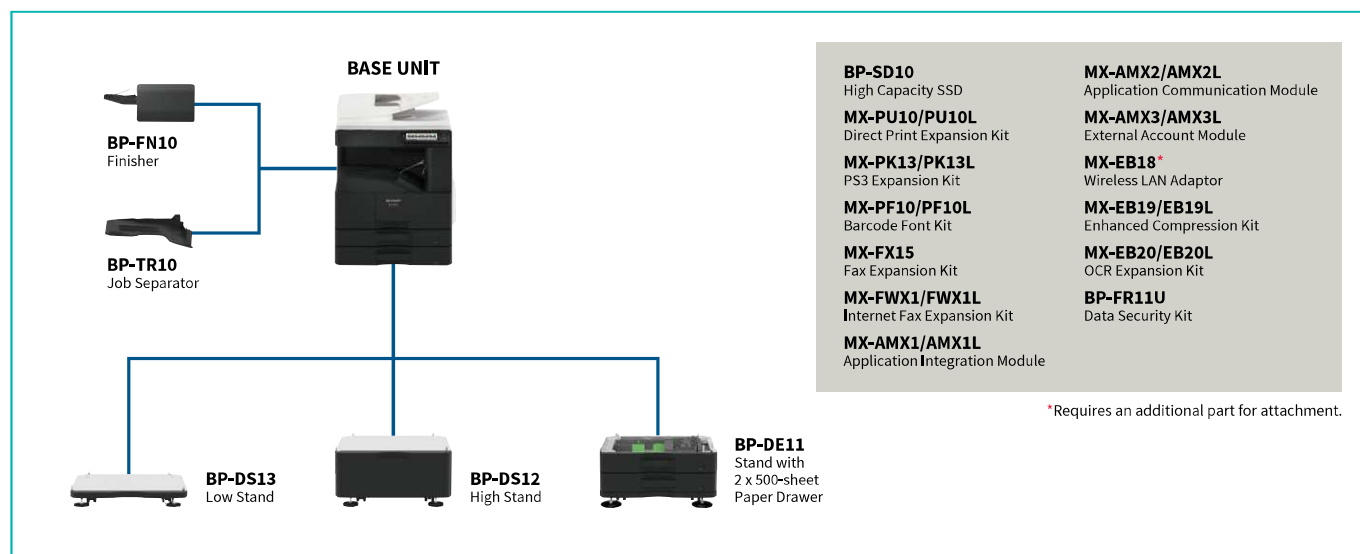 BASE UNIT
BP-FN10
Finisher
BP-TR10
Job Separator
BP-DS13
Low Stand
BP-DS12
High Stand
BP-DE11
Stand with
2 x 500-sheet
Paper Drawer
BP-SD10
High Capacity SSD
MX-PU10/PU10L
Direct Print Expansion Kit
MX-PK13/PK13L
PS3 Expansion Kit
MX-PF10/PF10L
Barcode Font Kit
MX-FX15
Fax Expansion Kit
MX-FWX1/FWX1L
Internet Fax Expansion Kit
MX-AMX1/AMX1L
Application Integration Module
MX-AMX2/AMX2L
Application Communication Module
MX-AMX3/AMX3L
External Account Module
MX-EB18*
Wireless LAN Adaptor
MX-EB19/EB19L
Enhanced Compression Kit
MX-EB20/EB20L
OCR Expansion Kit
BP-FR11U
Data Security Kit
*Requires an additional part for attachment.